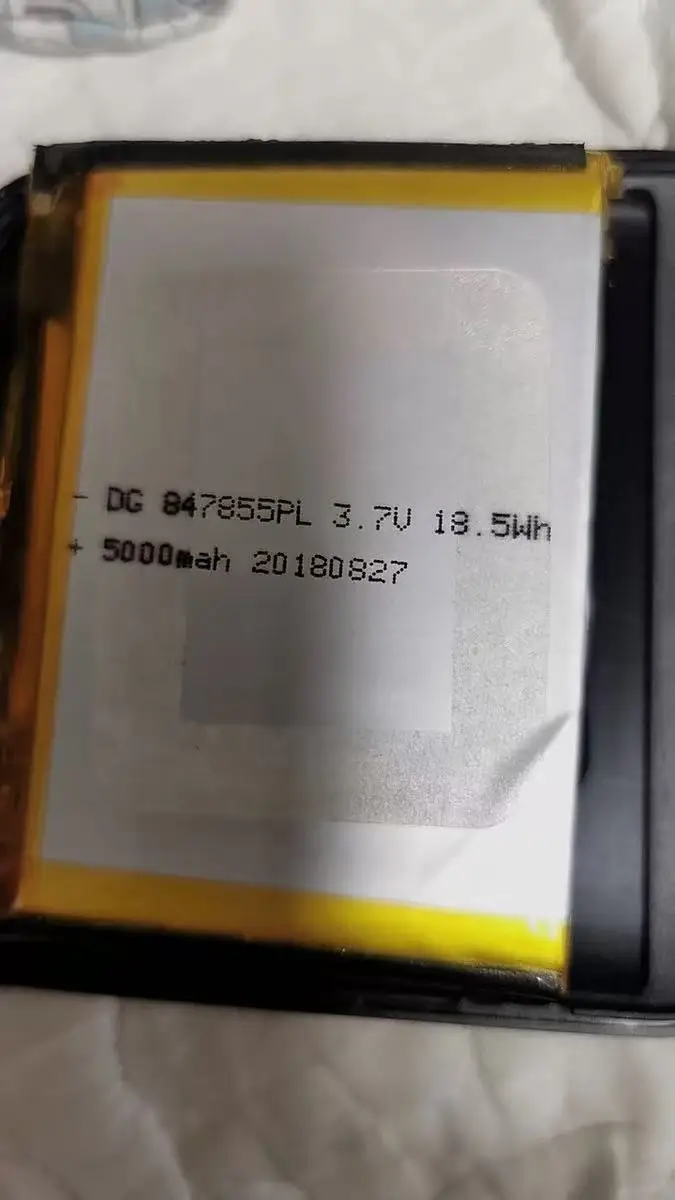 - DG 847855PL 3.7V 18.5Wh
+ 5000mah 20180827